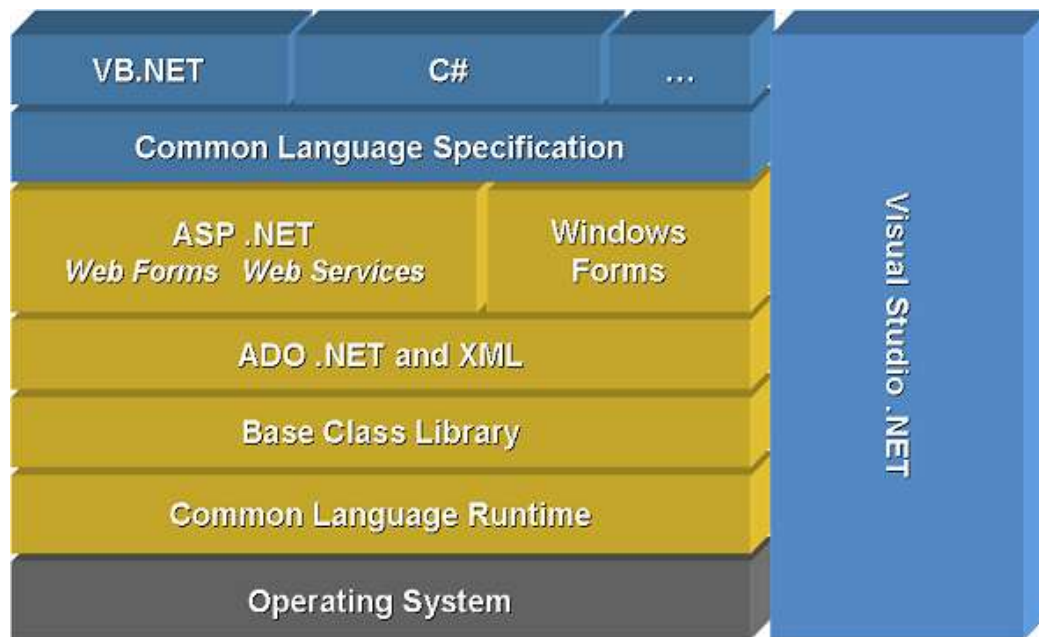 VB.NET
C#
...
Common Language Specification
ASP .NET
Web Forms Web Services
Windows
Forms
ADO .NET and XML
Base Class Library
Common Language Runtime
Operating System
Visual Studio .NET